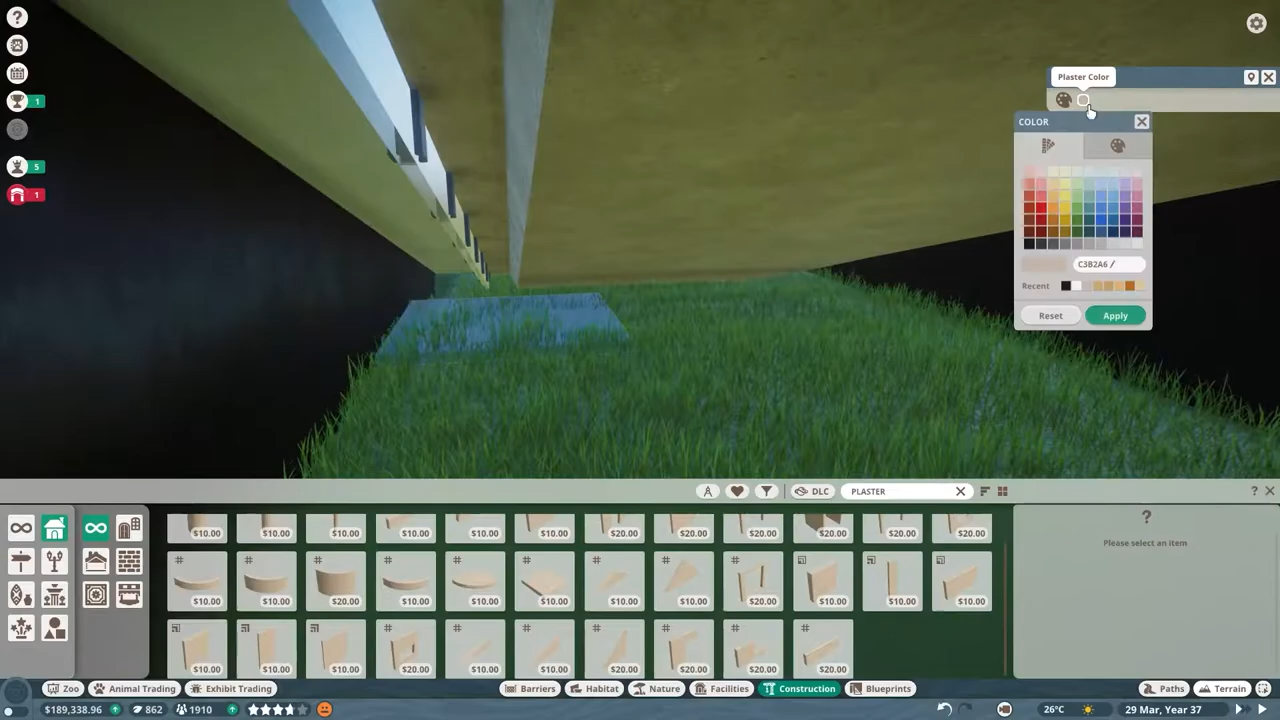 ?
1
5
1
Plaster Color
COLOR
C3B2A6
Recent
Reset
Apply
DLC
PLASTER
?
$10.00 $10.00 $10.00 $10.00 $10.00 $10.00 $20.00 $20.00 $20.00 $20.00 $20.00 $20.00
$10.00 $10.00 $20.00 $10.00 $10.00 $10.00 $10.00 $10.00 $20.00 $10.00 $10.00 $10.00
$10.00 $10.00 $10.00 $20.00 $10.00 $10.00 $20.00 $20.00 $20.00 $20.00
?
Please select an item
Zoo Animal Trading Exhibit Trading Barriers Habitat Nature Facilities Construction Blueprints Paths Terrain
$189,338.96 862 1910 26°C 29 Mar, Year 37